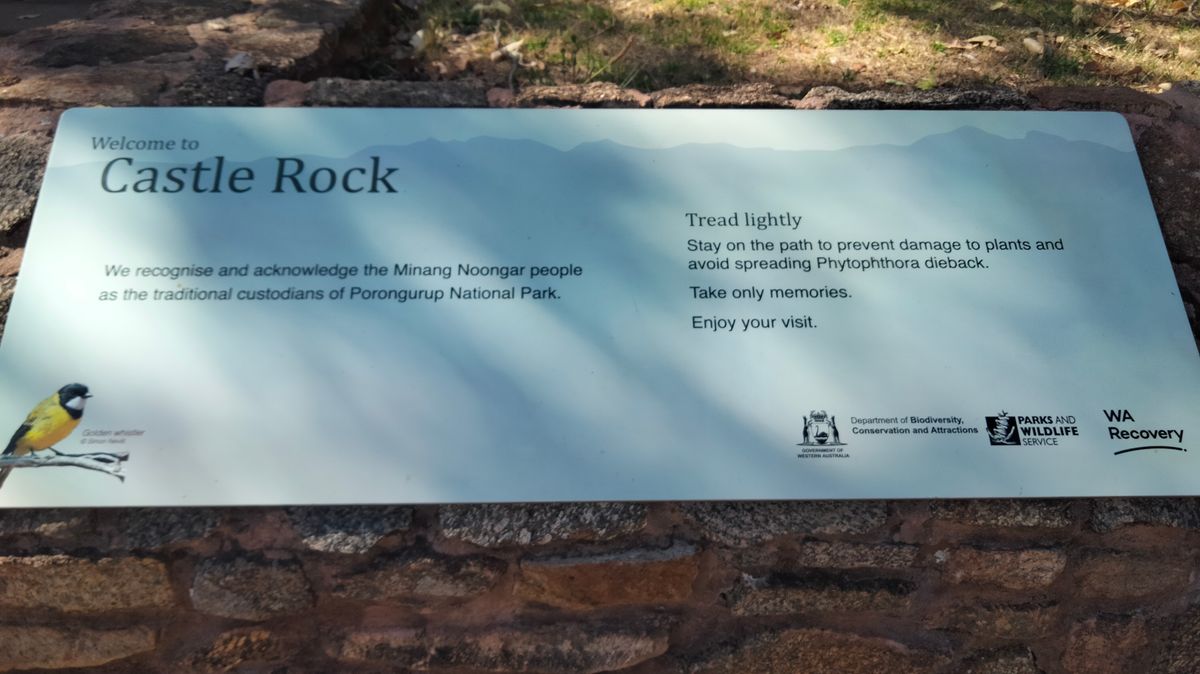 Welcome to
Castle Rock
We recognise and acknowledge the Minang Noongar people
as the traditional custodians of Porongurup National Park.
Tread lightly
Stay on the path to prevent damage to plants and
avoid spreading Phytophthora dieback.
Take only memories.
Enjoy your visit.
Golden whistler
© Simon Nevill
GOVERNMENT OF
WESTERN AUSTRALIA
Department of Biodiversity,
Conservation and Attractions
PARKS AND
WILDLIFE
SERVICE
WA
Recovery